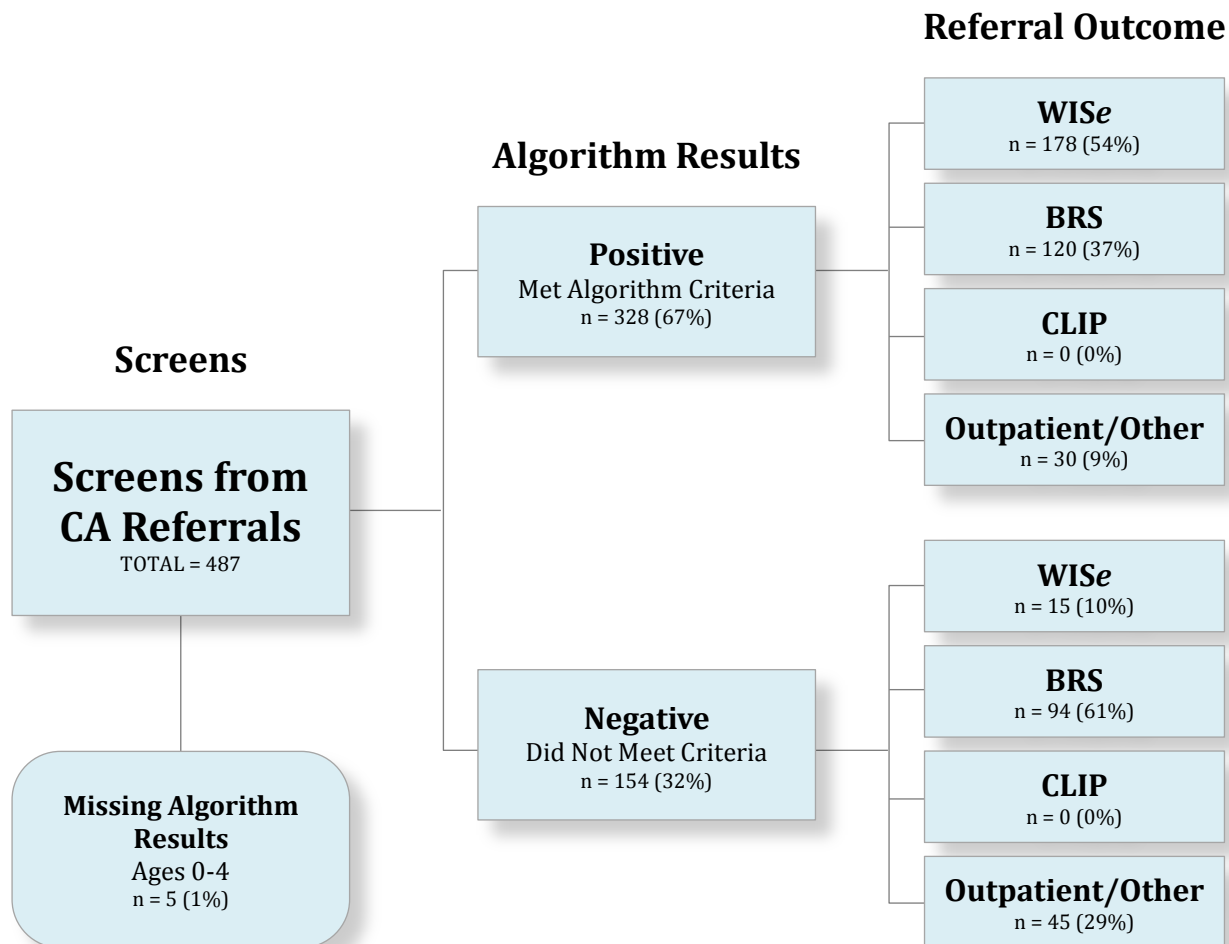 Referral Outcome
Algorithm Results
Screens
Screens from
CA Referrals
TOTAL = 487
Missing Algorithm
Results
Ages 0-4
n = 5 (1%)
Positive
Met Algorithm Criteria
n = 328 (67%)
WISe
n = 178 (54%)
BRS
n = 120 (37%)
CLIP
n = 0 (0%)
Outpatient/Other
n = 30 (9%)
Negative
Did Not Meet Criteria
n = 154 (32%)
WISe
n = 15 (10%)
BRS
n = 94 (61%)
CLIP
n = 0 (0%)
Outpatient/Other
n = 45 (29%)